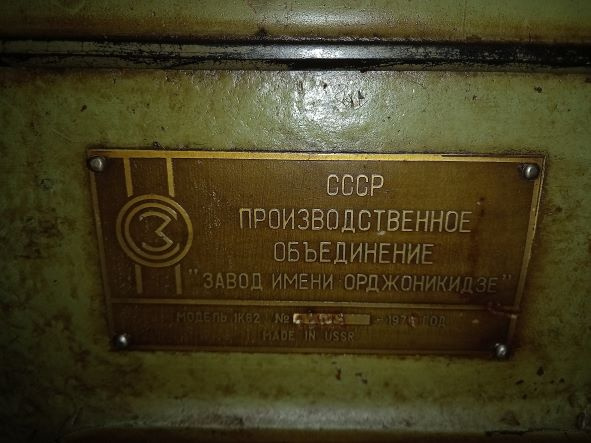 СССР
ПРОИЗВОДСТВЕННОЕ
ОБЪЕДИНЕНИЕ
"ЗАВОД ИМЕНИ ОРДЖОНИКИДЗЕ"
МОДЕЛЬ 1К62 № ГОД
MADE IN USSR